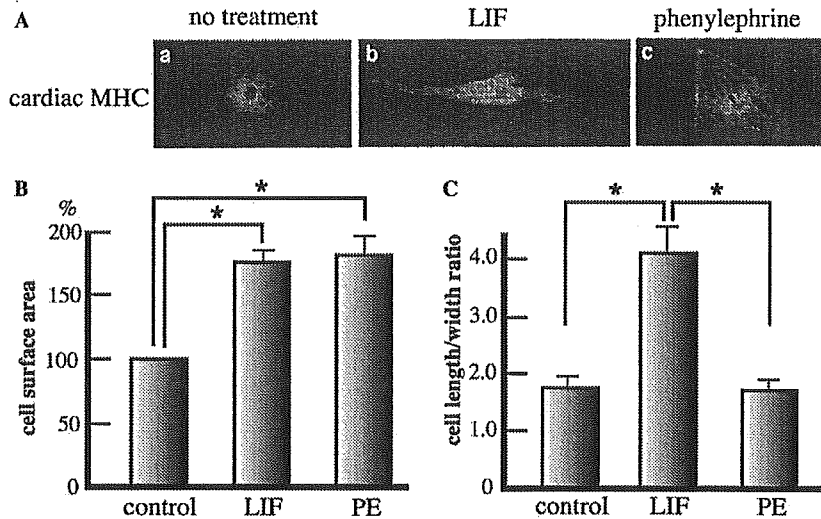 A no treatment LIF phenylephrine
a b c
cardiac MHC
B
%
cell surface area
200
150
100
50
0
* *
control LIF PE
C
cell length/width ratio
4.0
3.0
2.0
1.0
0
* *
control LIF PE